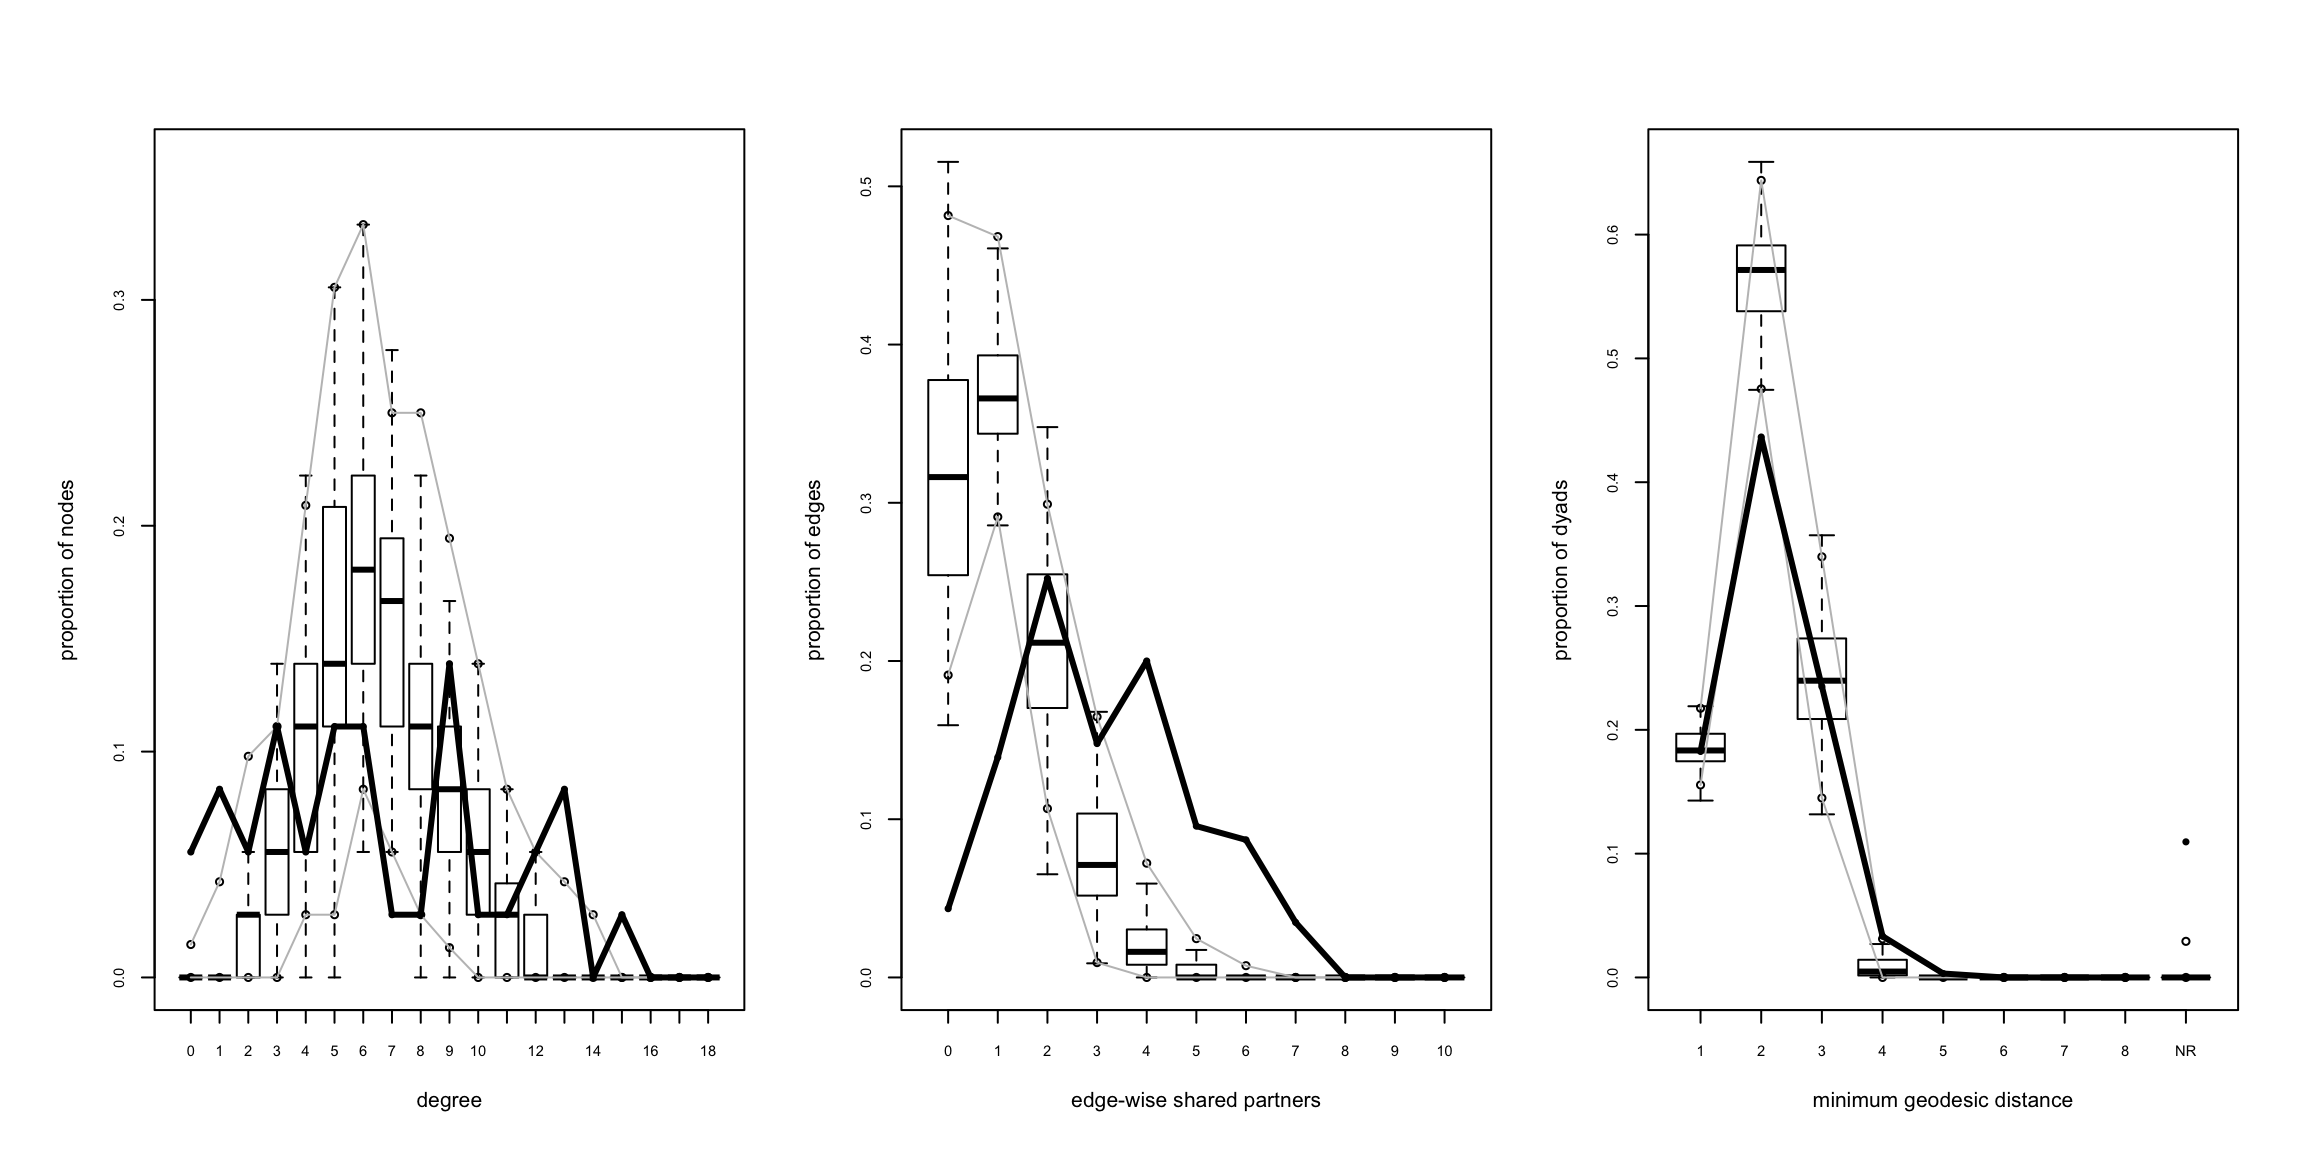 proportion of nodes
0.0 0.1 0.2 0.3
0 1 2 3 4 5 6 7 8 9 10 12 14 16 18
degree
proportion of edges
0.0 0.1 0.2 0.3 0.4 0.5
0 1 2 3 4 5 6 7 8 9 10
edge-wise shared partners
proportion of dyads
0.0 0.1 0.2 0.3 0.4 0.5 0.6
1 2 3 4 5 6 7 8 NR
minimum geodesic distance